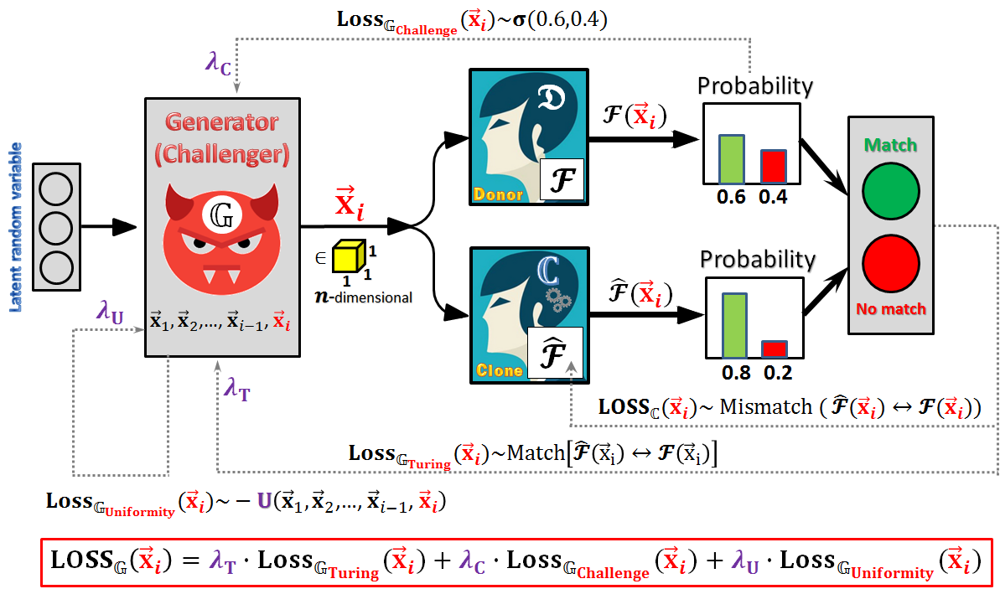 Loss𝔾Challenge(x⃗ᵢ)~σ(0.6,0.4)
λC
Latent random variable
Generator
(Challenger)
𝔾
x⃗₁, x⃗₂,..., x⃗ᵢ₋₁, x⃗ᵢ
x⃗ᵢ
∈
1
1
1
n-dimensional
𝔇
Donor
ℱ
ℱ(x⃗ᵢ)
Probability
0.6 0.4
ℂ
Clone
ℱ̂
ℱ̂(x⃗ᵢ)
Probability
0.8 0.2
Match
No match
λU
λT
LOSSℂ(x⃗ᵢ)~ Mismatch (ℱ̂(x⃗ᵢ) ↔ ℱ(x⃗ᵢ))
Loss𝔾Turing(x⃗ᵢ)~Match[ℱ̂(x⃗ᵢ) ↔ ℱ(x⃗ᵢ)]
Loss𝔾Uniformity(x⃗ᵢ)~ − U(x⃗₁, x⃗₂,..., x⃗ᵢ₋₁, x⃗ᵢ)
LOSS𝔾(x⃗ᵢ) = λT · Loss𝔾Turing(x⃗ᵢ) + λC · Loss𝔾Challenge(x⃗ᵢ) + λU · Loss𝔾Uniformity(x⃗ᵢ)